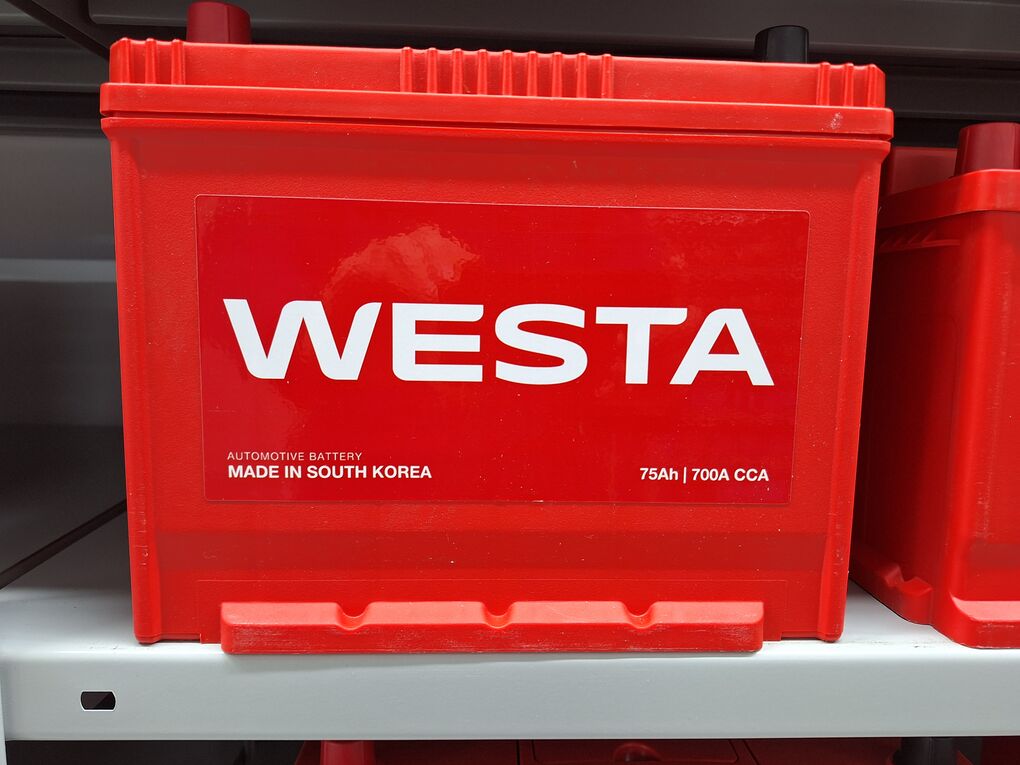 WESTA
AUTOMOTIVE BATTERY
MADE IN SOUTH KOREA
75Ah | 700A CCA